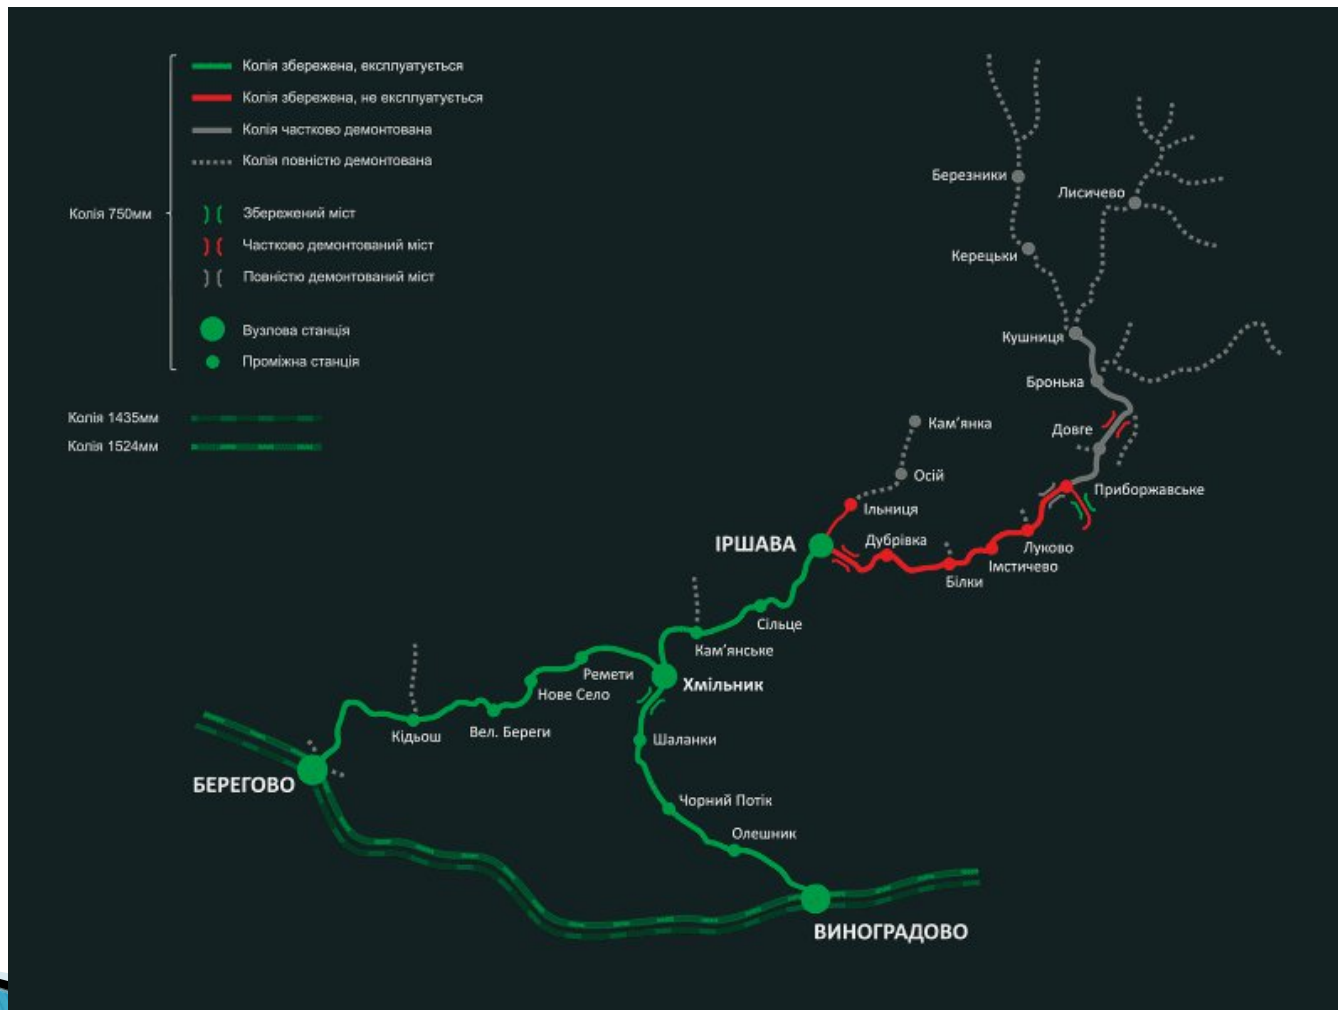 Колія збережена, експлуатується
Колія збережена, не експлуатується
Колія частково демонтована
Колія повністю демонтована
Колія 750мм
Збережений міст
Частково демонтований міст
Повністю демонтований міст
Вузлова станція
Проміжна станція
Колія 1435мм
Колія 1524мм
Березники
Лисичево
Керецьки
Кушниця
Бронька
Кам'янка
Довге
Осій
Приборжавське
Ільниця
ІРШАВА
Дубрівка
Луково
Імстичево
Білки
Сільце
Кам'янське
Ремети
Хмільник
Нове Село
Вел. Береги
Кідьош
Шаланки
БЕРЕГОВО
Чорний Потік
Олешник
ВИНОГРАДОВО